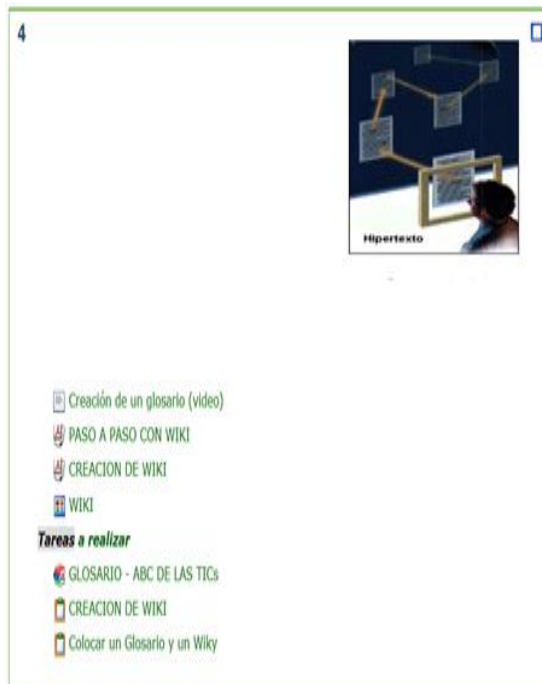 4
Hipertexto
Creación de un glosario (video)
PASO A PASO CON WIKI
CREACION DE WIKI
WIKI
Tareas a realizar
GLOSARIO - ABC DE LAS TICs
CREACION DE WIKI
Colocar un Glosario y un Wiky